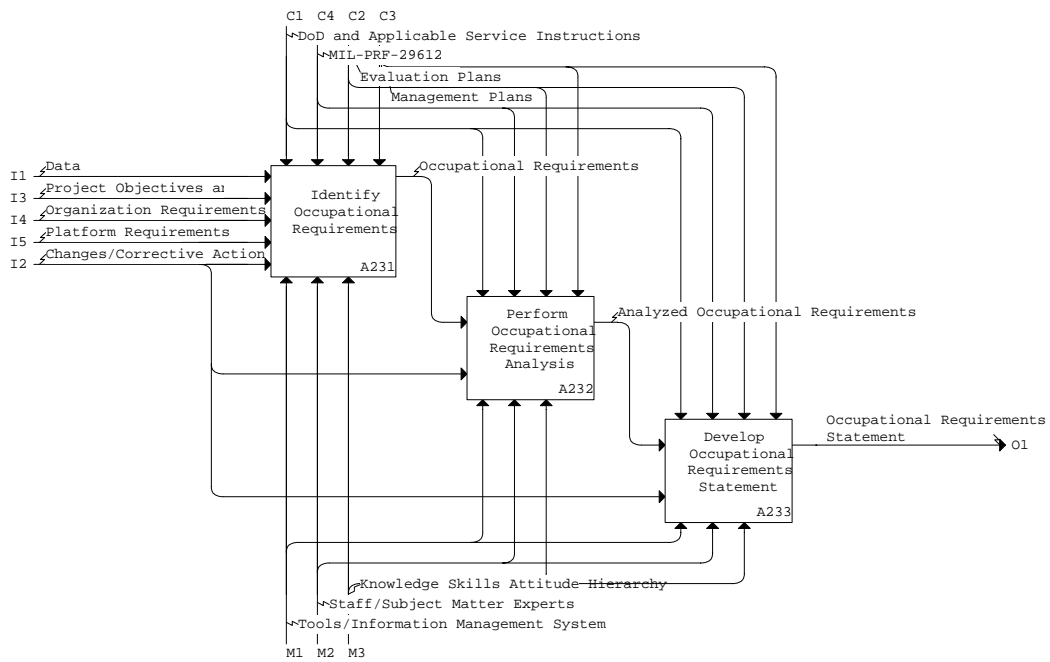 C1 C4 C2 C3
DoD and Applicable Service Instructions
MIL-PRF-29612
Evaluation Plans
Management Plans
I1 Data
I3 Project Objectives a
I4 Organization Requirements
I5 Platform Requirements
I2 Changes/Corrective Action
Identify
Occupational
Requirements
A231
Occupational Requirements
Perform
Occupational
Requirements
Analysis
A232
Analyzed Occupational Requirements
Develop
Occupational
Requirements
Statement
A233
Occupational Requirements
Statement
O1
Knowledge Skills Attitude Hierarchy
Staff/Subject Matter Experts
Tools/Information Management System
M1 M2 M3